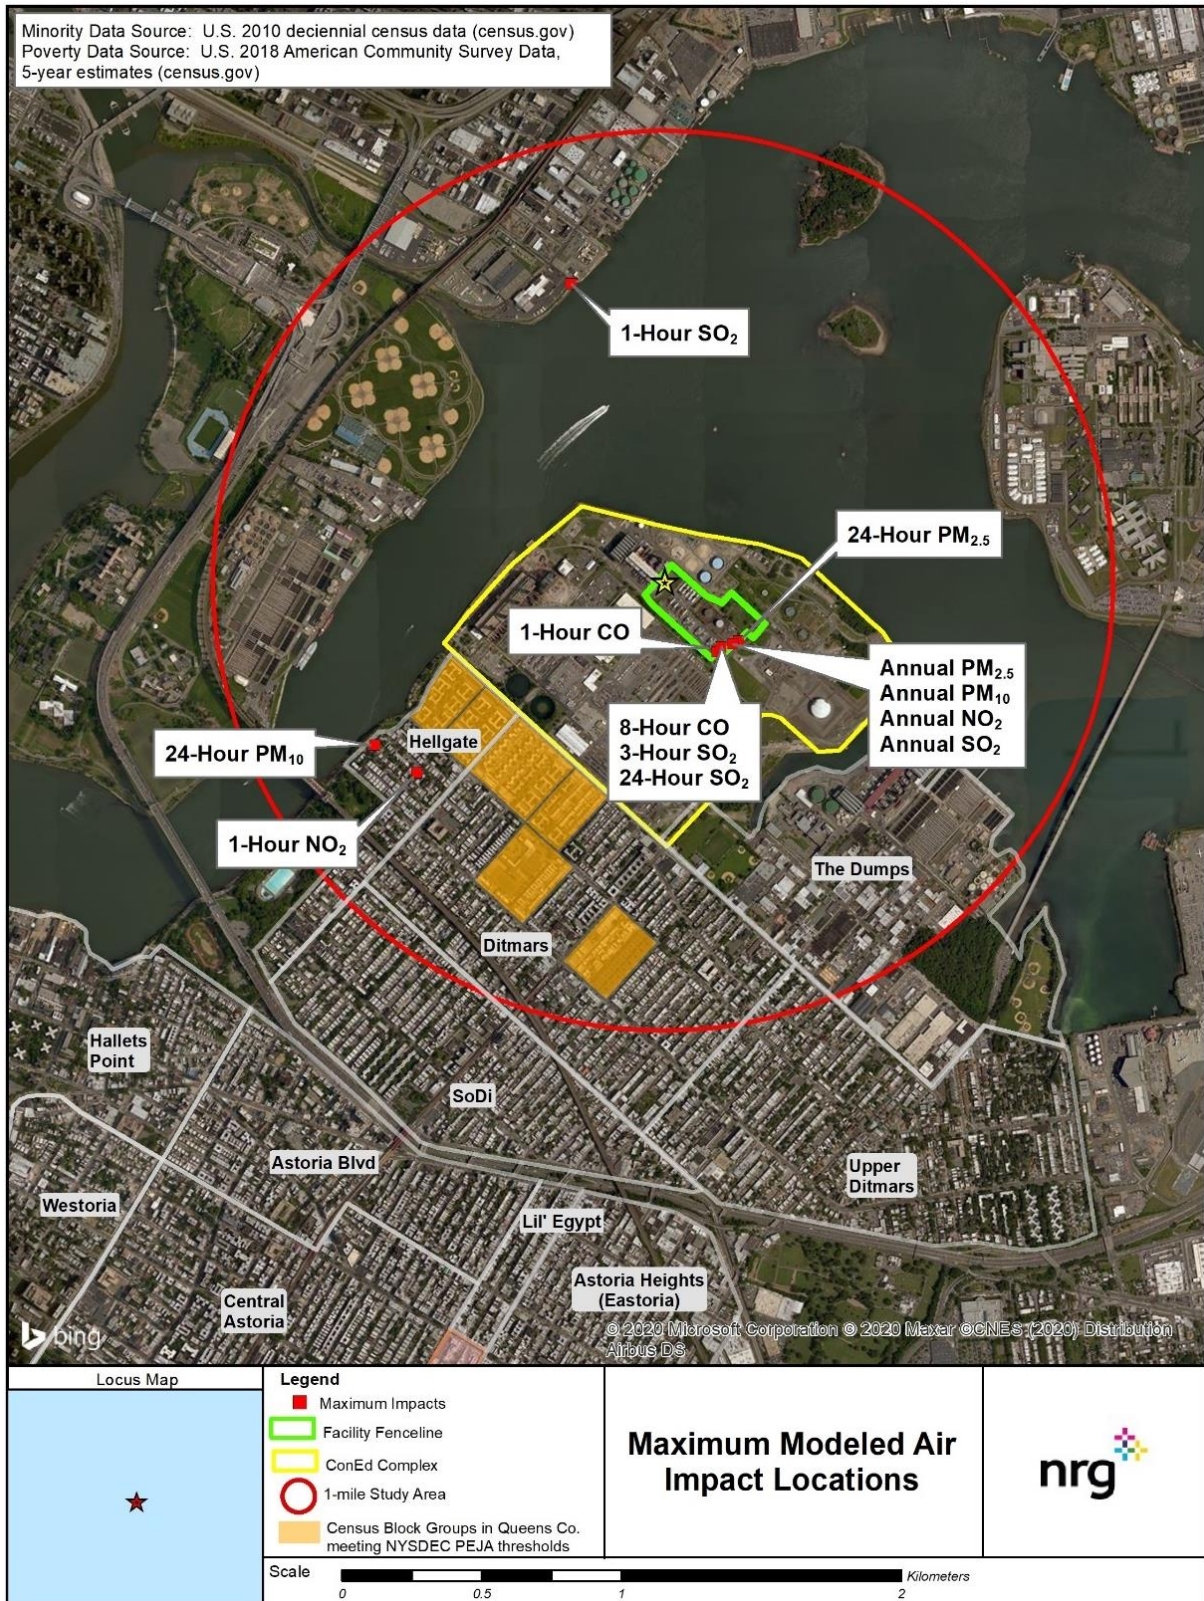 Minority Data Source: U.S. 2010 deciennial census data (census.gov)
Poverty Data Source: U.S. 2018 American Community Survey Data,
5-year estimates (census.gov)
1-Hour SO₂
24-Hour PM₂.₅
1-Hour CO
Annual PM₂.₅
Annual PM₁₀
Annual NO₂
Annual SO₂
8-Hour CO
3-Hour SO₂
24-Hour SO₂
24-Hour PM₁₀
Hellgate
1-Hour NO₂
The Dumps
Ditmars
Hallets
Point
SoDi
Astoria Blvd
Upper
Ditmars
Westoria
Lil' Egypt
Astoria Heights
(Eastoria)
Central
Astoria
bing
© 2020 Microsoft Corporation © 2020 Maxar ©CNES (2020) Distribution
Airbus DS
Locus Map
Legend
Maximum Impacts
Facility Fenceline
ConEd Complex
1-mile Study Area
Census Block Groups in Queens Co.
meeting NYSDEC PEJA thresholds
Maximum Modeled Air
Impact Locations
nrg
Scale
Kilometers
0 0.5 1 2